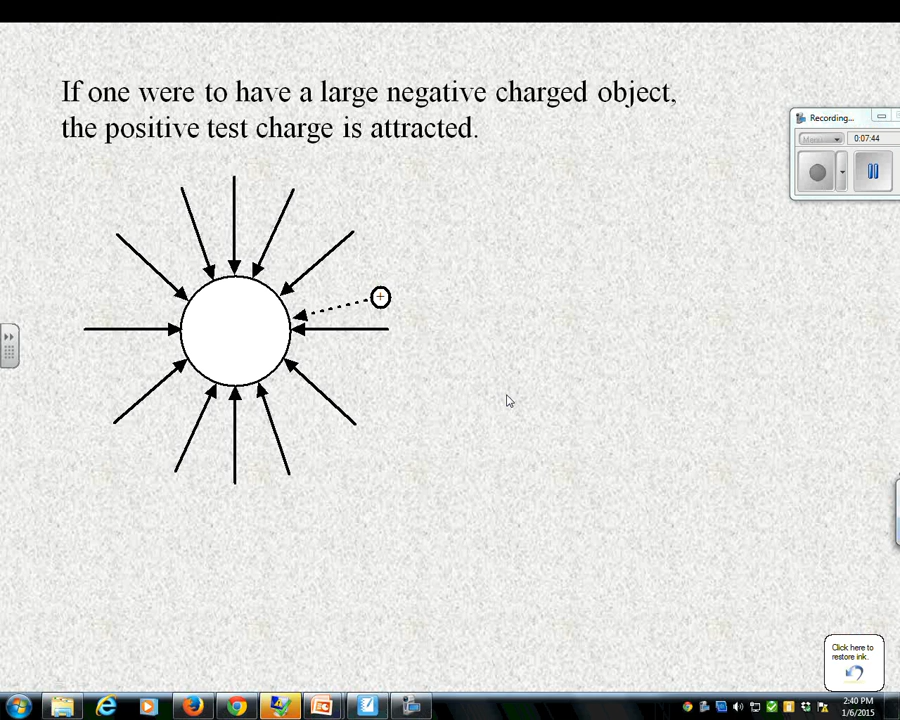 If one were to have a large negative charged object,
the positive test charge is attracted.
Recording...
0:07:44
+
Click here to
restore ink.
2:40 PM
1/6/2015